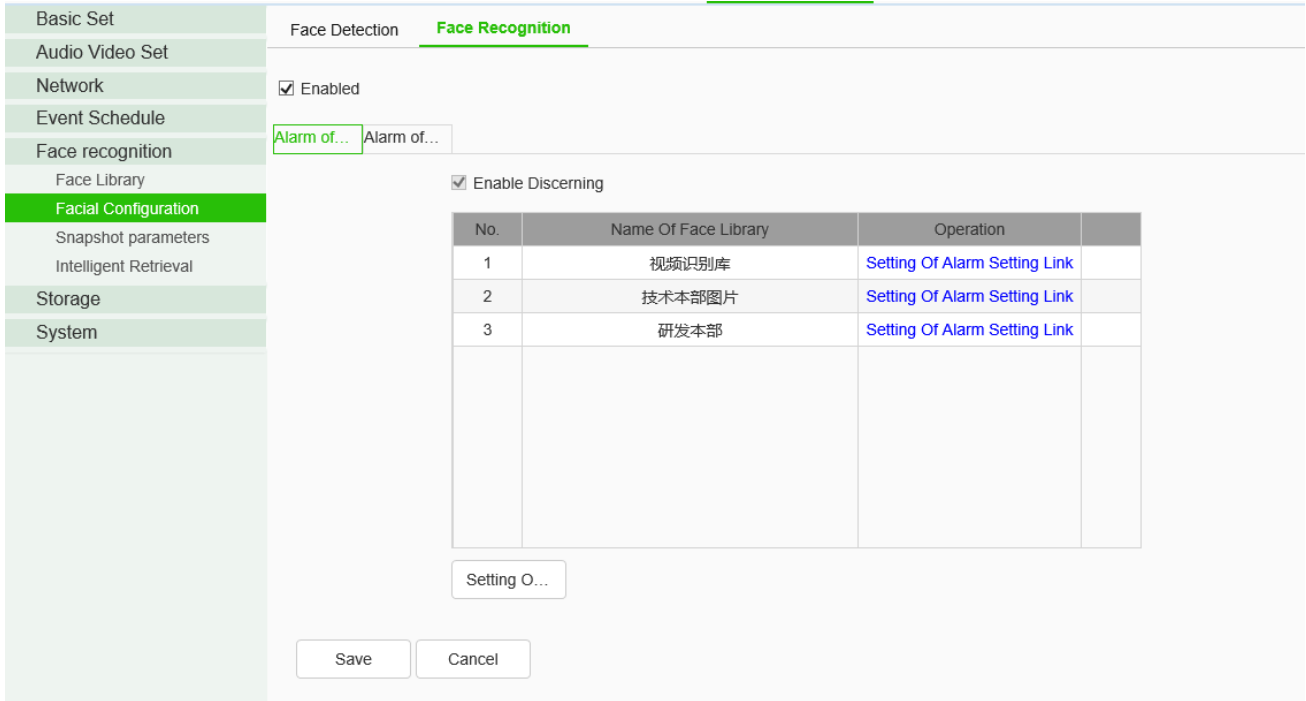 Basic Set
Audio Video Set
Network
Event Schedule
Face recognition
Face Library
Facial Configuration
Snapshot parameters
Intelligent Retrieval
Storage
System
Face Detection Face Recognition
Enabled
Alarm of... Alarm of...
Enable Discerning
No. Name Of Face Library Operation
1 视频识别库 Setting Of Alarm Setting Link
2 技术本部图片 Setting Of Alarm Setting Link
3 研发本部 Setting Of Alarm Setting Link
Setting O...
Save Cancel